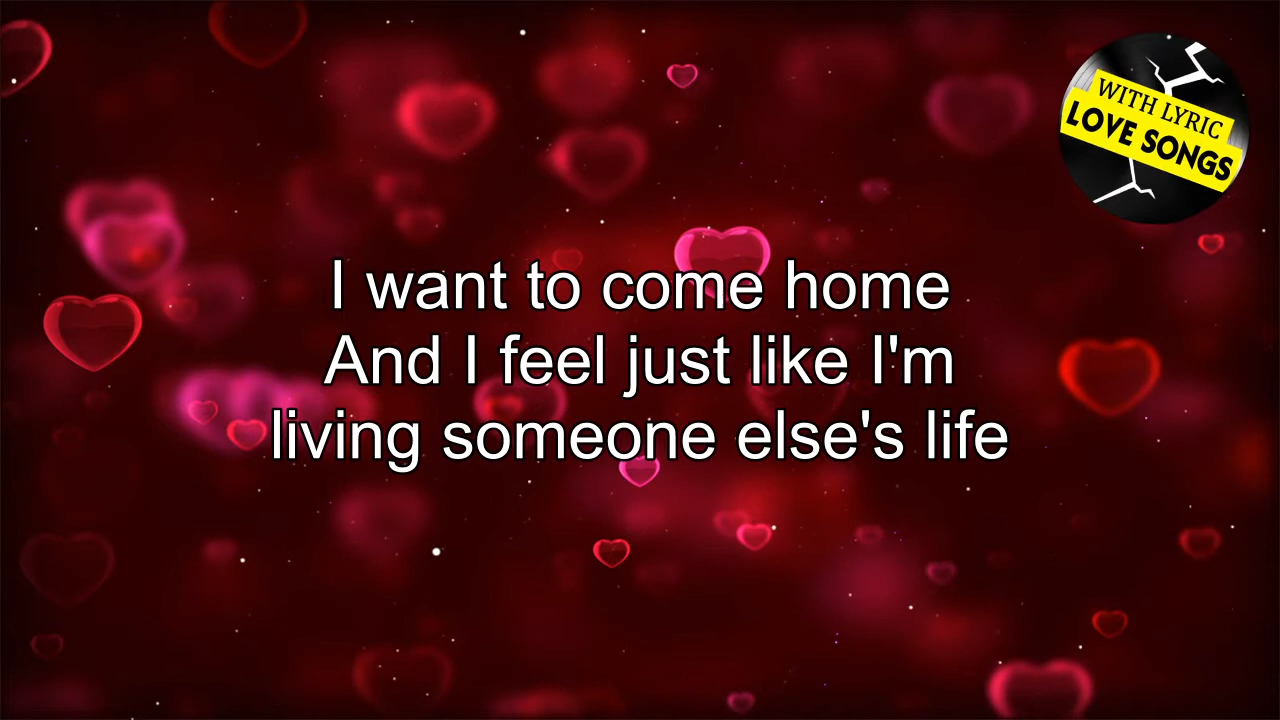 WITH LYRIC
LOVE SONGS
I want to come home
And I feel just like I'm
living someone else's life